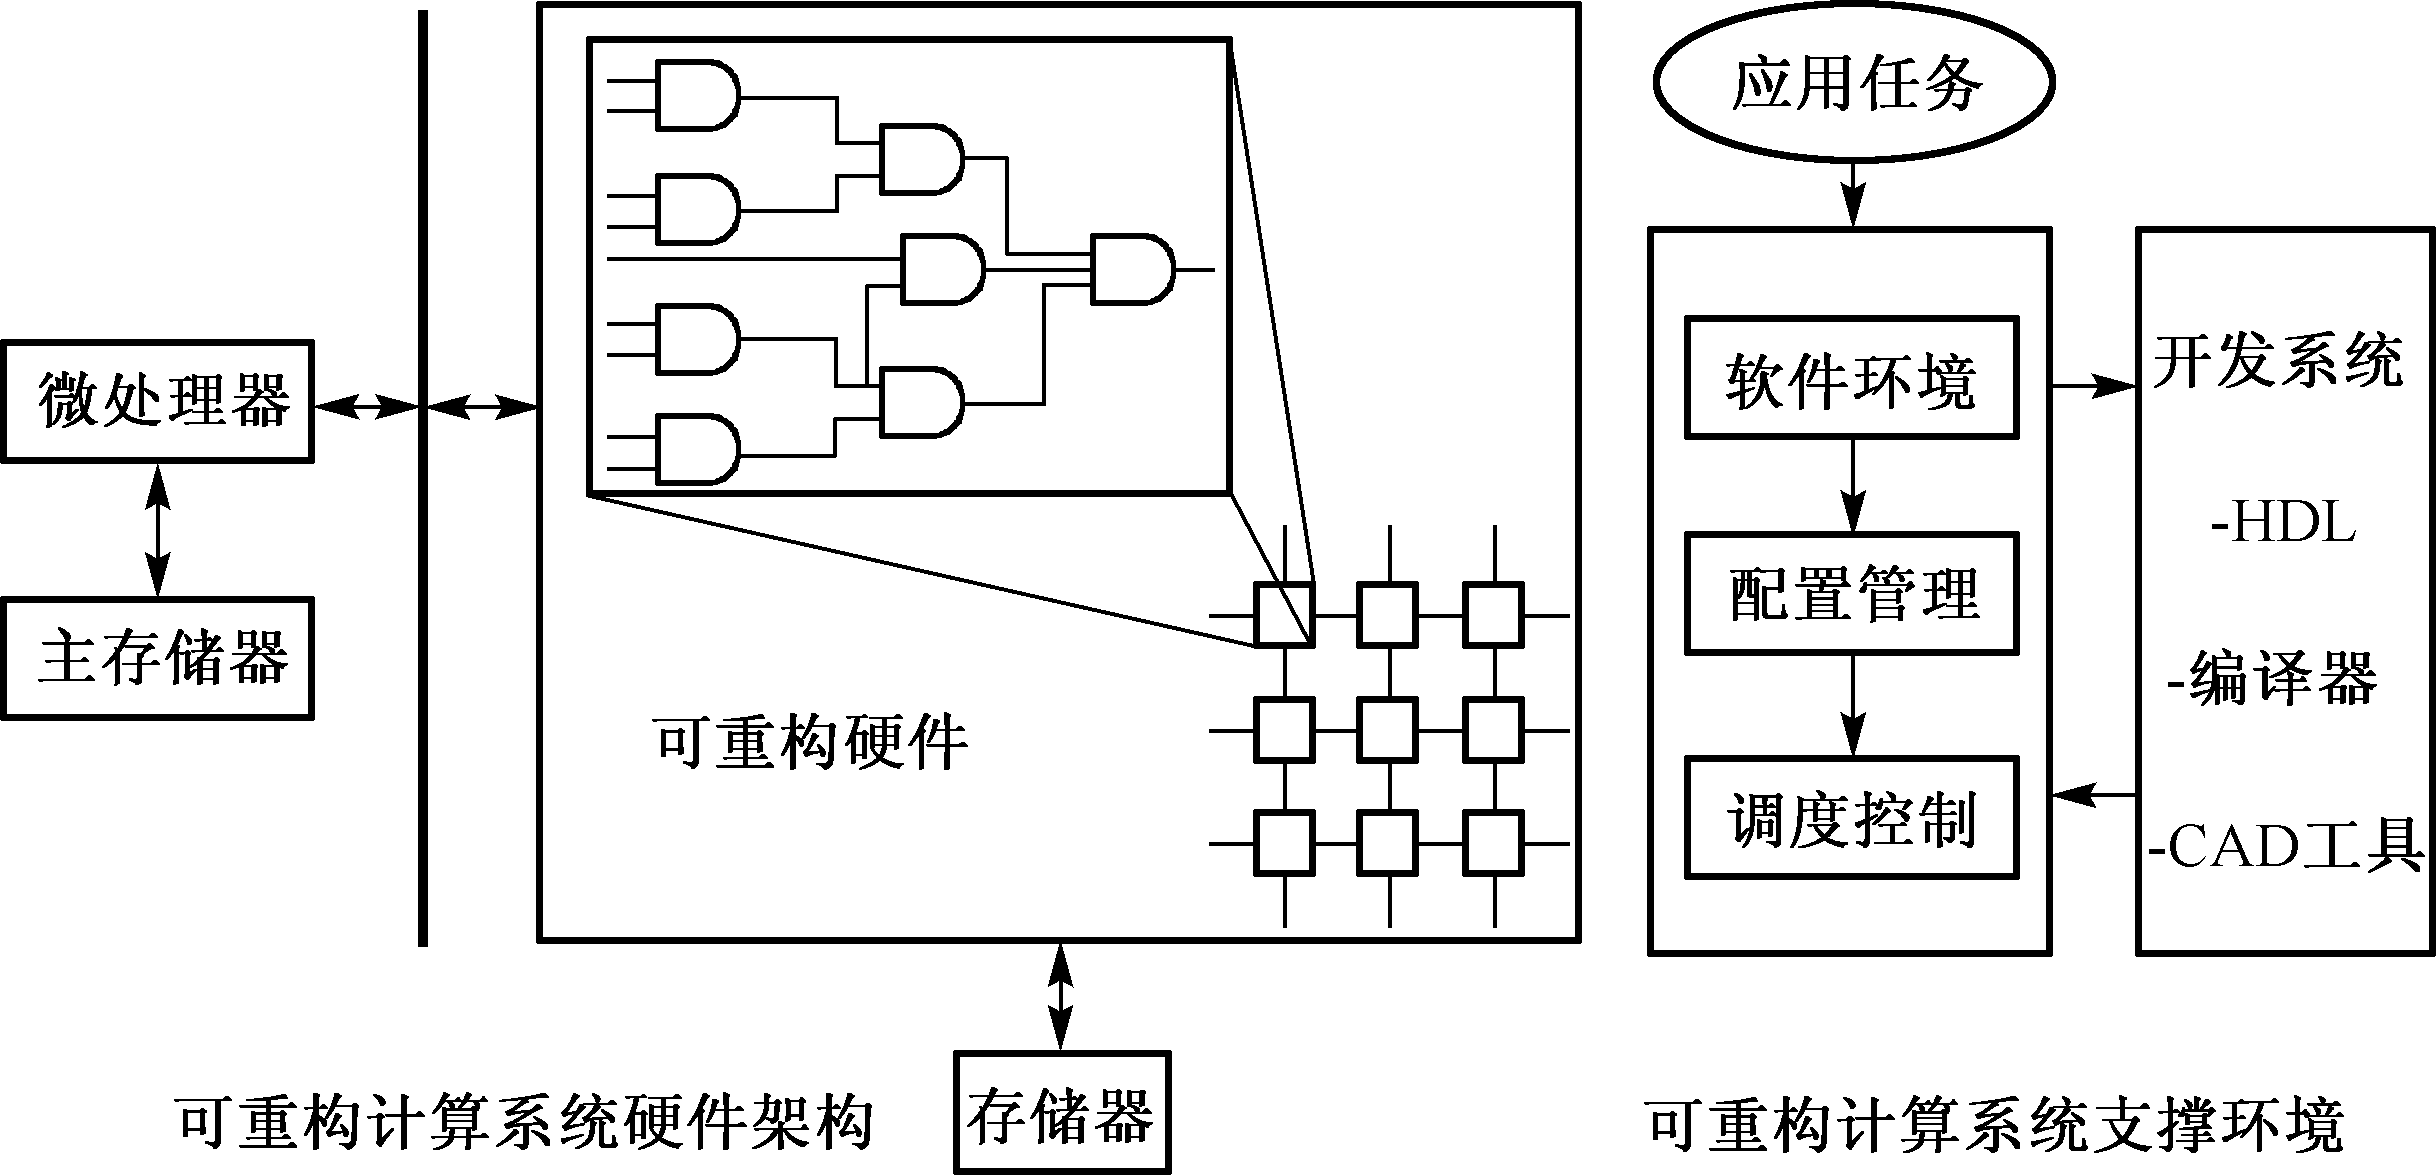 微处理器
主存储器
可重构硬件
存储器
可重构计算系统硬件架构
应用任务
软件环境
配置管理
调度控制
开发系统
-HDL
-编译器
-CAD工具
可重构计算系统支撑环境